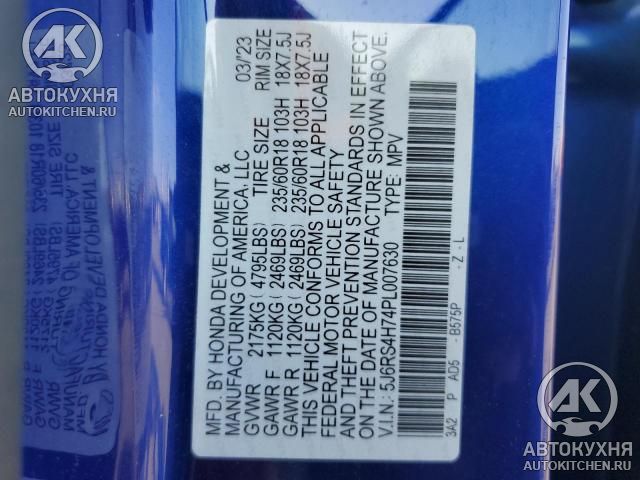 MFD. BY HONDA DEVELOPMENT & 03/23
MANUFACTURING OF AMERICA, LLC
GVWR 2175KG( 4795LBS) TIRE SIZE RIM SIZE
GAWR F 1120KG( 2469LBS) 235/60R18 103H 18X7.5J
GAWR R 1120KG( 2469LBS) 235/60R18 103H 18X7.5J
THIS VEHICLE CONFORMS TO ALL APPLICABLE
FEDERAL MOTOR VEHICLE SAFETY
AND THEFT PREVENTION STANDARDS IN EFFECT
ON THE DATE OF MANUFACTURE SHOWN ABOVE.
V.I.N.: 5J6RS4H74PL007630 TYPE: MPV
3A2 P AD5 B575P -Z-L
АК
АВТОКУХНЯ
AUTOKITCHEN.RU
АК
АВТОКУХНЯ
AUTOKITCHEN.RU